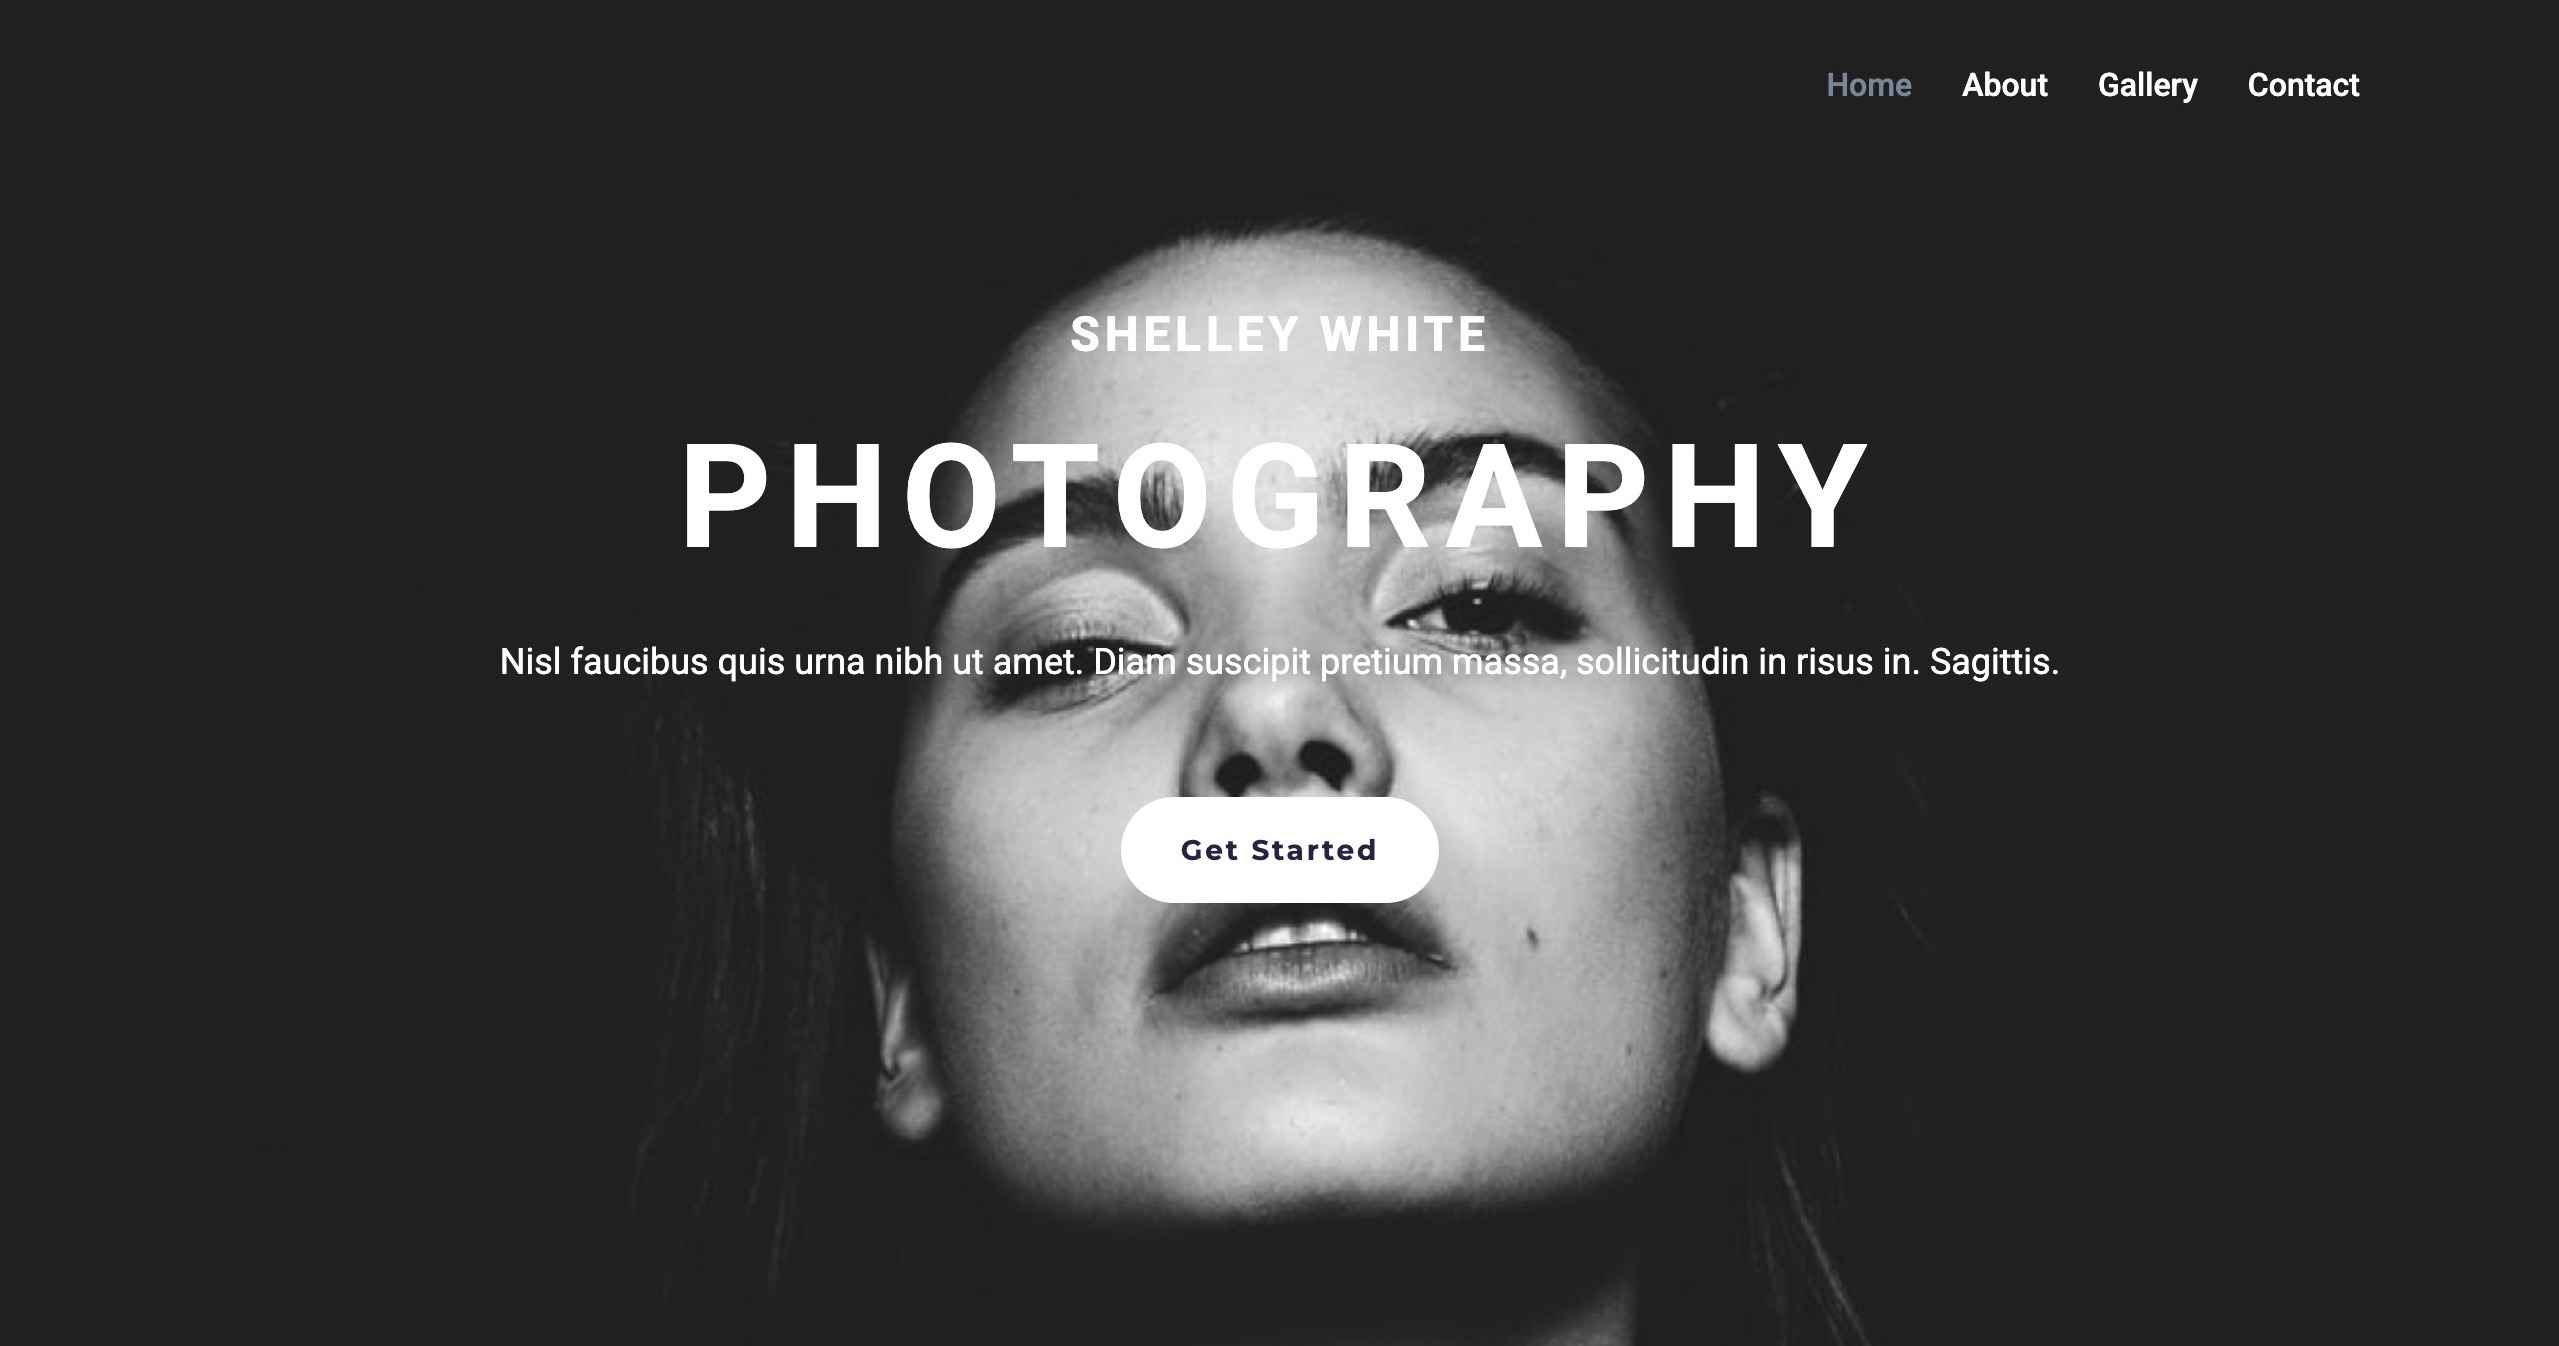 Home About Gallery Contact
SHELLEY WHITE
PHOTOGRAPHY
Nisl faucibus quis urna nibh ut amet. Diam suscipit pretium massa, sollicitudin in risus in. Sagittis.
Get Started